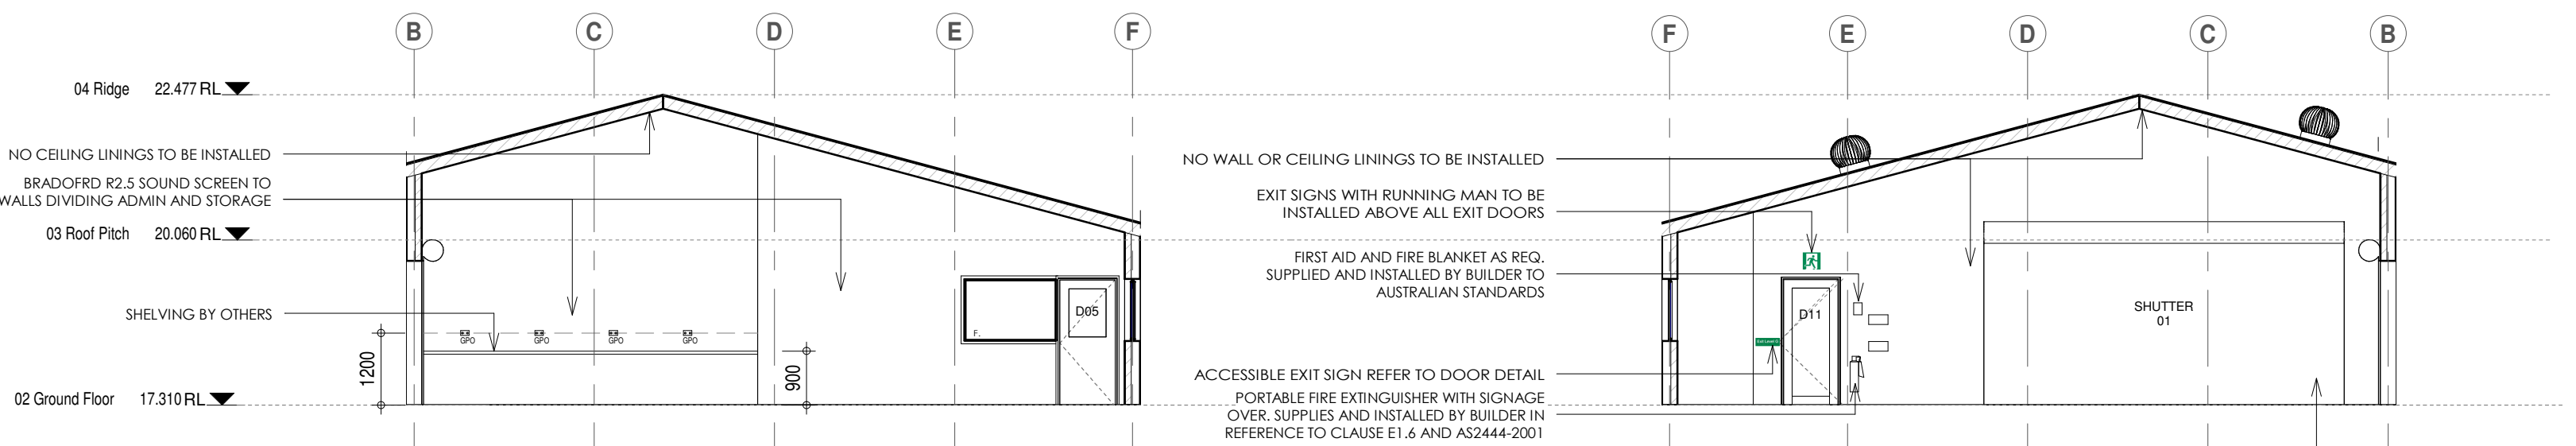 B C D E F F E D C B
04 Ridge 22.477 RL
NO CEILING LININGS TO BE INSTALLED
BRADOFRD R2.5 SOUND SCREEN TO
WALLS DIVIDING ADMIN AND STORAGE
03 Roof Pitch 20.060 RL
SHELVING BY OTHERS
GPO GPO GPO GPO
1200
900
F.
D05
02 Ground Floor 17.310 RL
NO WALL OR CEILING LININGS TO BE INSTALLED
EXIT SIGNS WITH RUNNING MAN TO BE
INSTALLED ABOVE ALL EXIT DOORS
FIRST AID AND FIRE BLANKET AS REQ.
SUPPLIED AND INSTALLED BY BUILDER TO
AUSTRALIAN STANDARDS
D11
SHUTTER
01
ACCESSIBLE EXIT SIGN REFER TO DOOR DETAIL
PORTABLE FIRE EXTINGUISHER WITH SIGNAGE
OVER. SUPPLIES AND INSTALLED BY BUILDER IN
REFERENCE TO CLAUSE E1.6 AND AS2444-2001